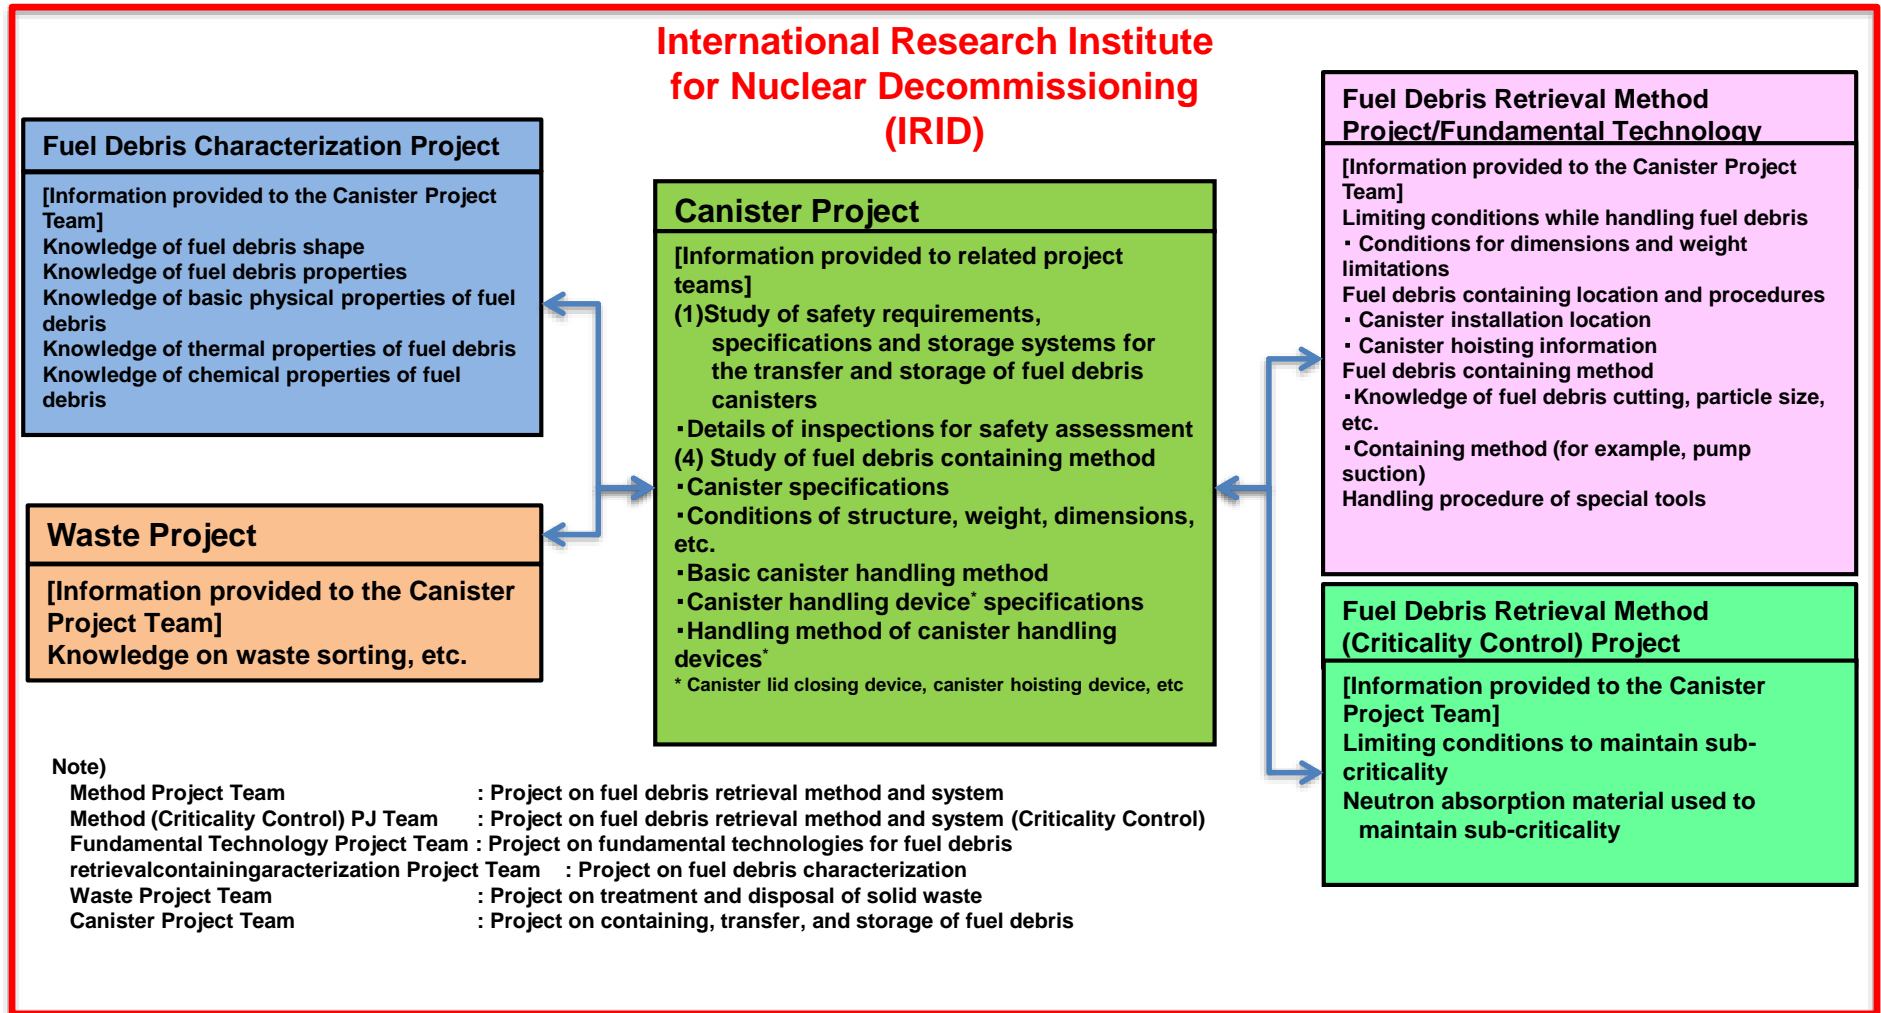 International Research Institute
for Nuclear Decommissioning
(IRID)
Fuel Debris Characterization Project
[Information provided to the Canister Project
Team]
Knowledge of fuel debris shape
Knowledge of fuel debris properties
Knowledge of basic physical properties of fuel
debris
Knowledge of thermal properties of fuel debris
Knowledge of chemical properties of fuel
debris
Waste Project
[Information provided to the Canister
Project Team]
Knowledge on waste sorting, etc.
Canister Project
[Information provided to related project
teams]
(1)Study of safety requirements,
specifications and storage systems for
the transfer and storage of fuel debris
canisters
・Details of inspections for safety assessment
(4) Study of fuel debris containing method
・Canister specifications
・Conditions of structure, weight, dimensions,
etc.
・Basic canister handling method
・Canister handling device* specifications
・Handling method of canister handling
devices*
* Canister lid closing device, canister hoisting device, etc
Fuel Debris Retrieval Method
Project/Fundamental Technology
[Information provided to the Canister Project
Team]
Limiting conditions while handling fuel debris
・Conditions for dimensions and weight
limitations
Fuel debris containing location and procedures
・Canister installation location
・Canister hoisting information
Fuel debris containing method
・Knowledge of fuel debris cutting, particle size,
etc.
・Containing method (for example, pump
suction)
Handling procedure of special tools
Fuel Debris Retrieval Method
(Criticality Control) Project
[Information provided to the Canister
Project Team]
Limiting conditions to maintain sub-
criticality
Neutron absorption material used to
maintain sub-criticality
Note)
Method Project Team : Project on fuel debris retrieval method and system
Method (Criticality Control) PJ Team : Project on fuel debris retrieval method and system (Criticality Control)
Fundamental Technology Project Team : Project on fundamental technologies for fuel debris
retrievalcontainingaracterization Project Team : Project on fuel debris characterization
Waste Project Team : Project on treatment and disposal of solid waste
Canister Project Team : Project on containing, transfer, and storage of fuel debris